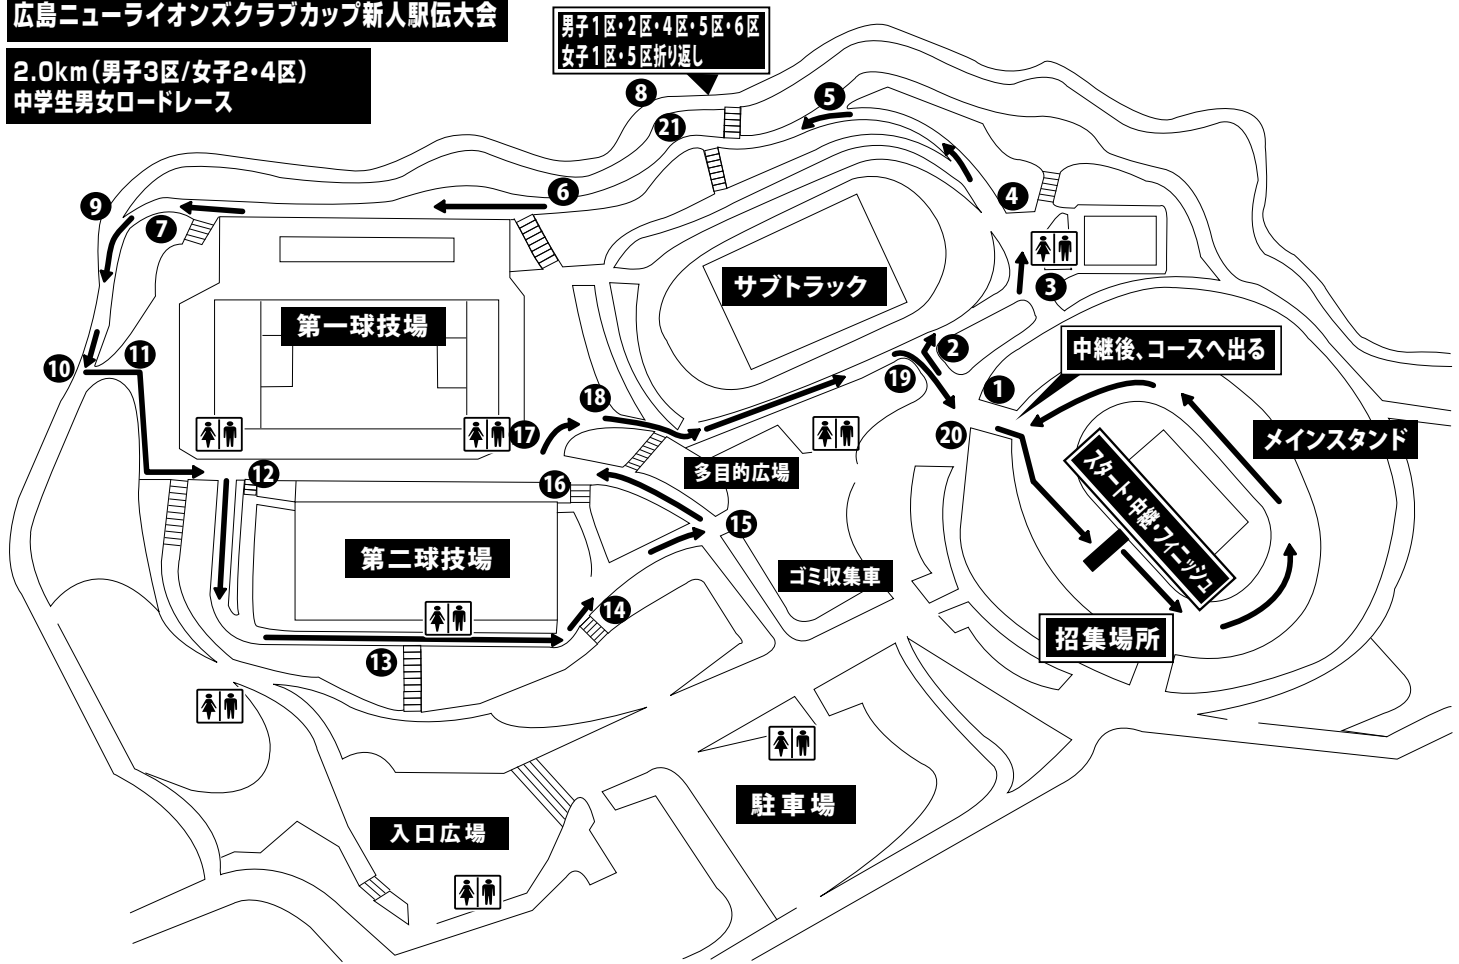 広島ニューライオンズクラブカップ新人駅伝大会
2.0km(男子3区/女子2・4区)
中学生男女ロードレース
男子1区・2区・4区・5区・6区
女子1区・5区折り返し
8
5
21
6
4
9
7
3
サブトラック
第一球技場
中継後、コースへ出る
10
11
2
19
1
18
17
20
メインスタンド
多目的広場
12
16
15
スタート・中継・フィニッシュ
第二球技場
ゴミ収集車
14
招集場所
13
駐車場
入口広場